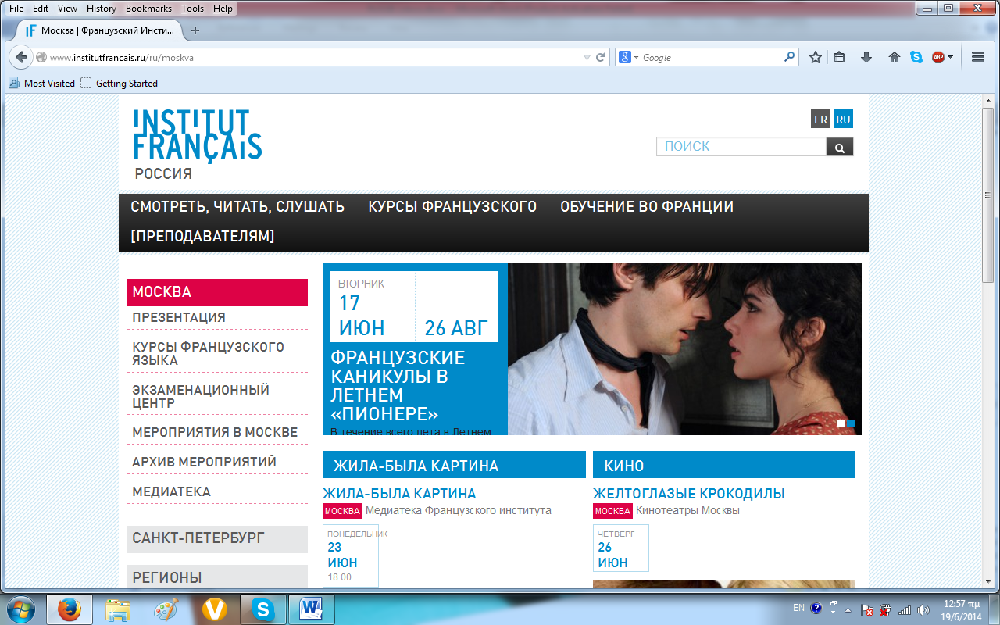 File Edit View History Bookmarks Tools Help
Москва | Французский Инсти...
www.institutfrancais.ru/ru/moskva
Google
Most Visited Getting Started
INSTITUT
FRANÇAIS
РОССИЯ
FR RU
ПОИСК
СМОТРЕТЬ, ЧИТАТЬ, СЛУШАТЬ КУРСЫ ФРАНЦУЗСКОГО ОБУЧЕНИЕ ВО ФРАНЦИИ
[ПРЕПОДАВАТЕЛЯМ]
МОСКВА
ПРЕЗЕНТАЦИЯ
КУРСЫ ФРАНЦУЗСКОГО
ЯЗЫКА
ЭКЗАМЕНАЦИОННЫЙ
ЦЕНТР
МЕРОПРИЯТИЯ В МОСКВЕ
АРХИВ МЕРОПРИЯТИЙ
МЕДИАТЕКА
САНКТ-ПЕТЕРБУРГ
РЕГИОНЫ
ВТОРНИК
17
ИЮН 26 АВГ
ФРАНЦУЗСКИЕ
КАНИКУЛЫ В
ЛЕТНЕМ
«ПИОНЕРЕ»
В течение всего лета в Летнем
ЖИЛА-БЫЛА КАРТИНА
ЖИЛА-БЫЛА КАРТИНА
МОСКВА Медиатека Французского института
ПОНЕДЕЛЬНИК
23
ИЮН
18.00
КИНО
ЖЕЛТОГЛАЗЫЕ КРОКОДИЛЫ
МОСКВА Кинотеатры Москвы
ЧЕТВЕРГ
26
ИЮН
EN
12:57 πμ
19/6/2014